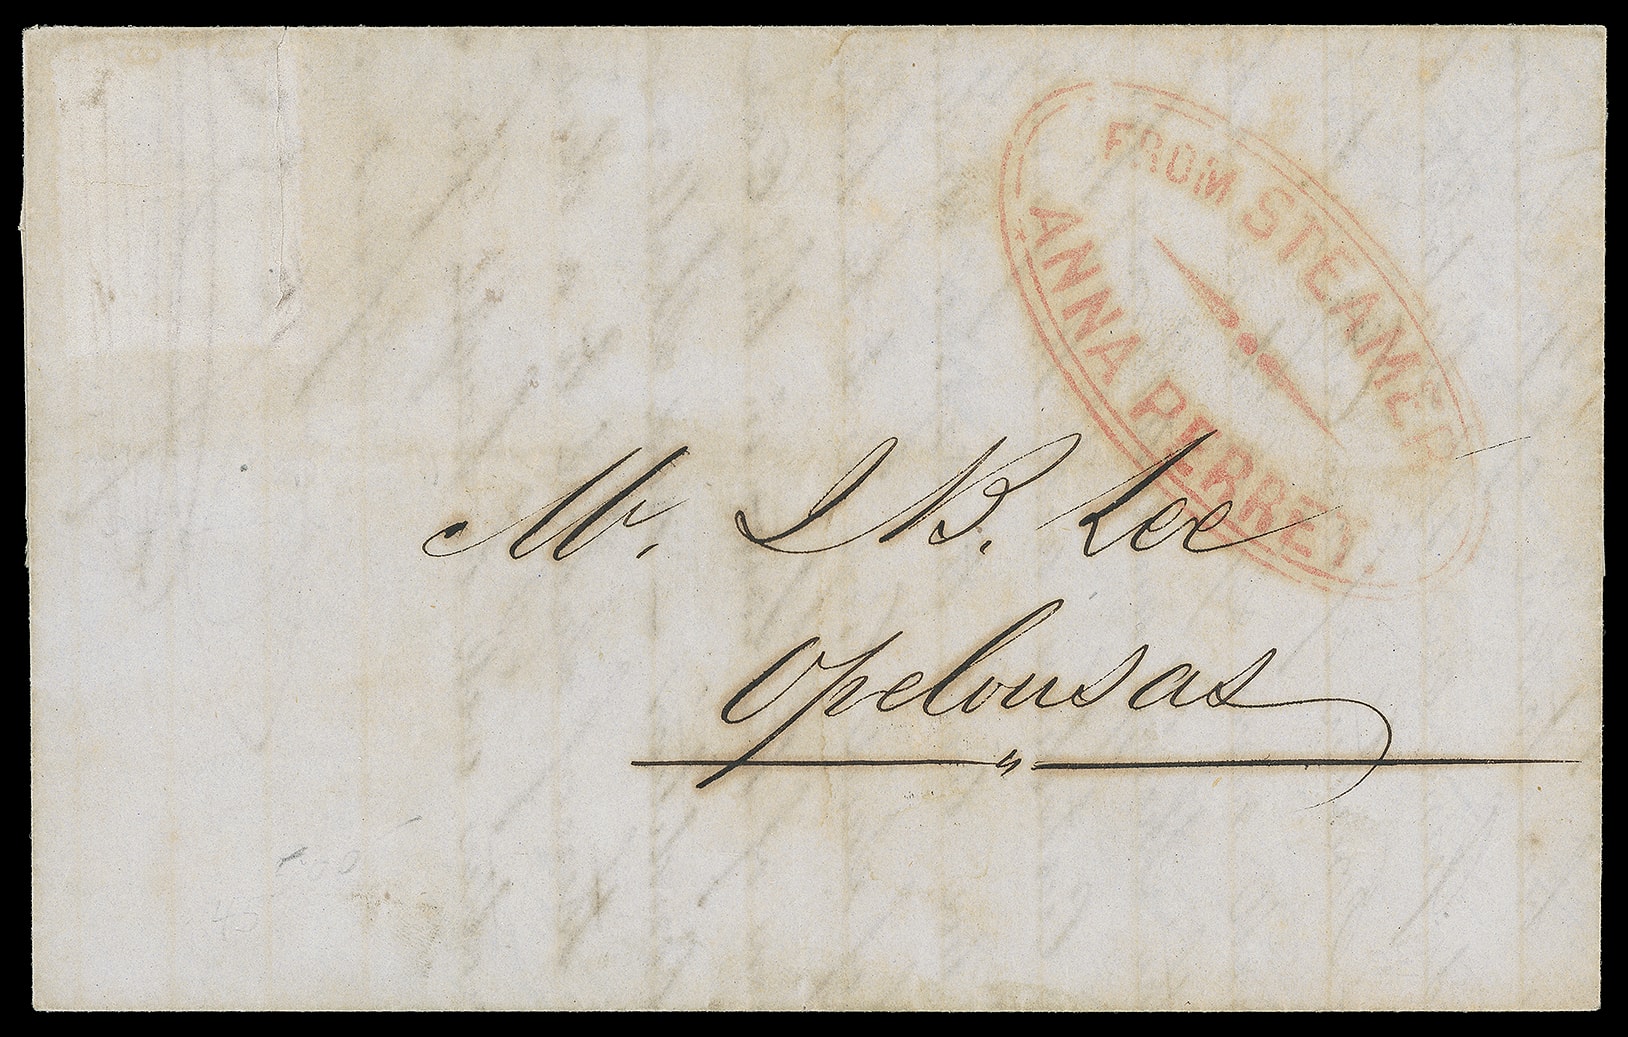 FROM STEAMER
ANNA PERRET.
Mr. J B. Lee
Opelousas